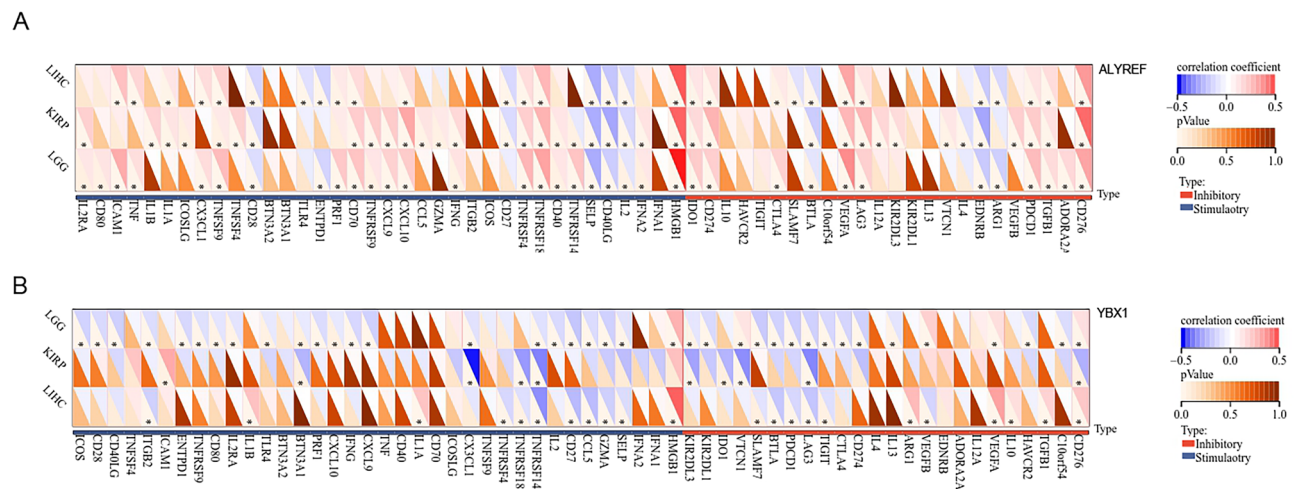 A
LIHC
KIRP
LGG
ALYREF
correlation coefficient
-0.5 0.0 0.5
pValue
0.0 0.5 1.0
Type:
Inhibitory
Stimulaotry
Type
IL2RA CD80 ICAM1 TNF IL1B IL1A ICOSLG CX3CL1 TNFSF9 TNFSF4 CD28 BTN3A2 BTN3A1 TLR4 ENTPD1 PRF1 CD70 TNFRSF9 CXCL9 CXCL10 CCL5 GZMA IFNG ITGB2 ICOS CD27 TNFRSF4 TNFRSF18 CD40 TNFRSF14 SELP CD40LG IL2 IFNA2 IFNA1 HMGB1 IDO1 CD274 IL10 HAVCR2 TIGIT CTLA4 SLAMF7 BTLA C10orf54 VEGFA LAG3 IL12A KIR2DL3 KIR2DL1 IL13 VTCN1 IL4 EDNRB ARG1 VEGFB PDCD1 TGFB1 ADORA2A CD276
B
LGG
KIRP
LIHC
YBX1
correlation coefficient
-0.5 0.0 0.5
pValue
0.0 0.5 1.0
Type:
Inhibitory
Stimulaotry
Type
ICOS CD28 CD40LG TNFSF4 ITGB2 ICAM1 ENTPD1 TNFRSF9 CD80 IL2RA IL1B TLR4 BTN3A2 BTN3A1 PRF1 CXCL10 IFNG CXCL9 TNF CD40 IL1A CD70 ICOSLG CX3CL1 TNFSF9 TNFRSF4 TNFRSF18 TNFRSF14 IL2 CD27 CCL5 GZMA SELP IFNA2 IFNA1 HMGB1 KIR2DL3 KIR2DL1 IDO1 VTCN1 SLAMF7 BTLA PDCD1 LAG3 TIGIT CTLA4 CD274 IL4 IL13 ARG1 VEGFB EDNRB ADORA2A IL12A VEGFA IL10 HAVCR2 TGFB1 C10orf54 CD276